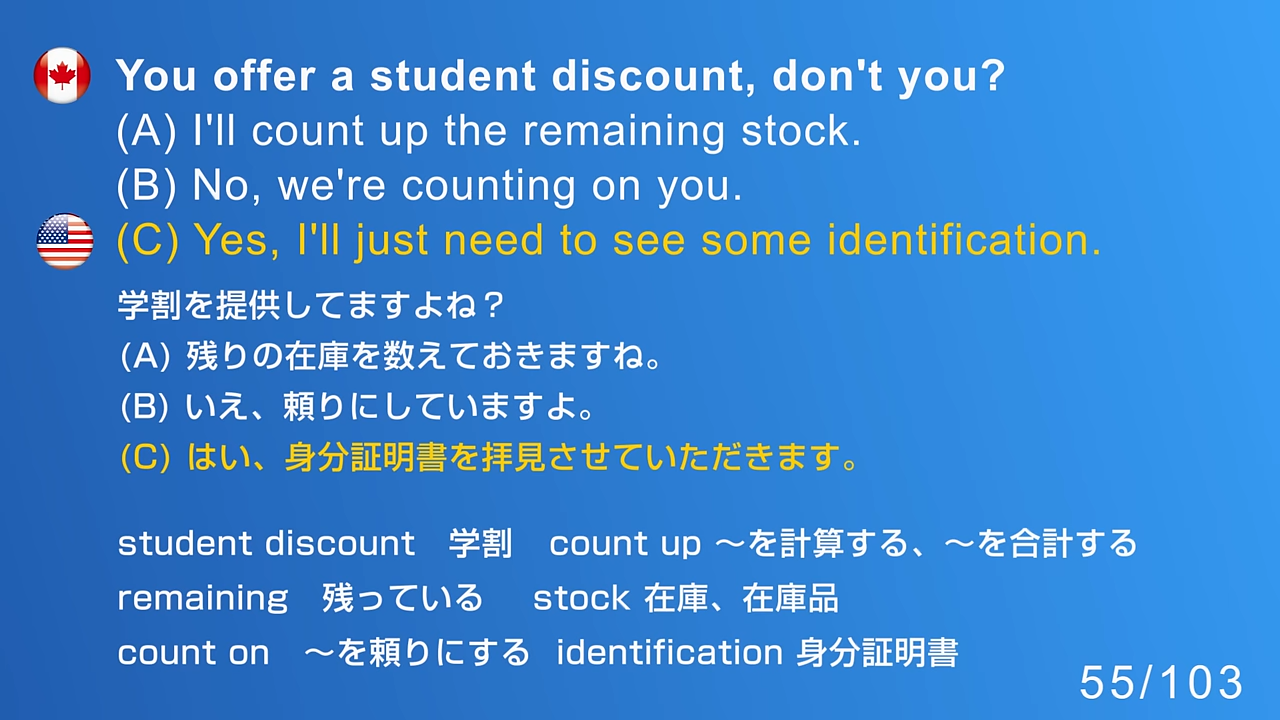 You offer a student discount, don't you?
(A) I'll count up the remaining stock.
(B) No, we're counting on you.
(C) Yes, I'll just need to see some identification.
学割を提供してますよね？
(A) 残りの在庫を数えておきますね。
(B) いえ、頼りにしていますよ。
(C) はい、身分証明書を拝見させていただきます。
student discount　学割　count up ～を計算する、～を合計する
remaining　残っている　stock 在庫、在庫品
count on　～を頼りにする　identification 身分証明書
55/103